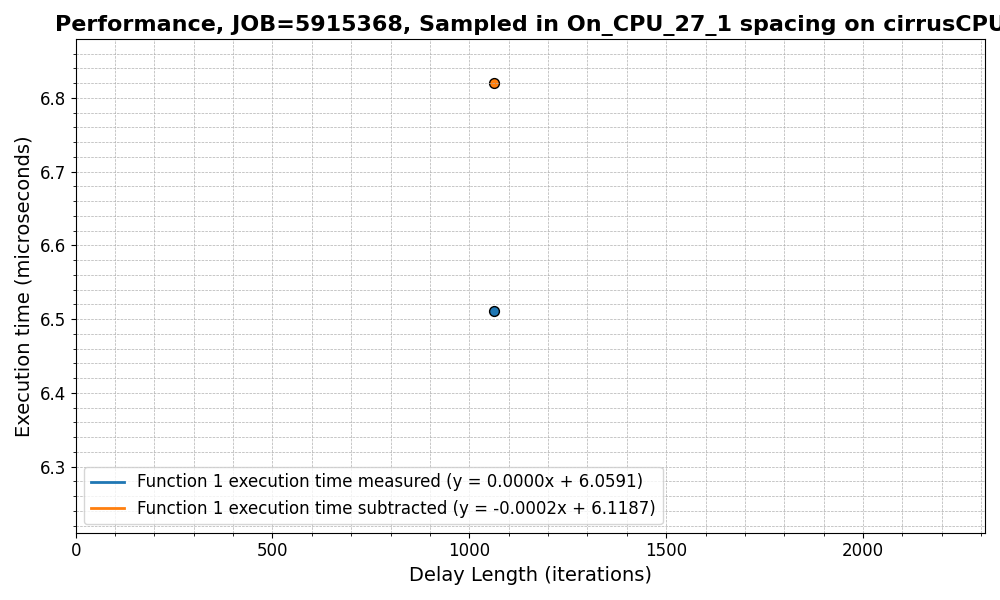 Performance, JOB=5915368, Sampled in On_CPU_27_1 spacing on cirrusCPU
Execution time (microseconds)
6.8
6.7
6.6
6.5
6.4
6.3
Function 1 execution time measured (y = 0.0000x + 6.0591)
Function 1 execution time subtracted (y = -0.0002x + 6.1187)
0 500 1000 1500 2000
Delay Length (iterations)